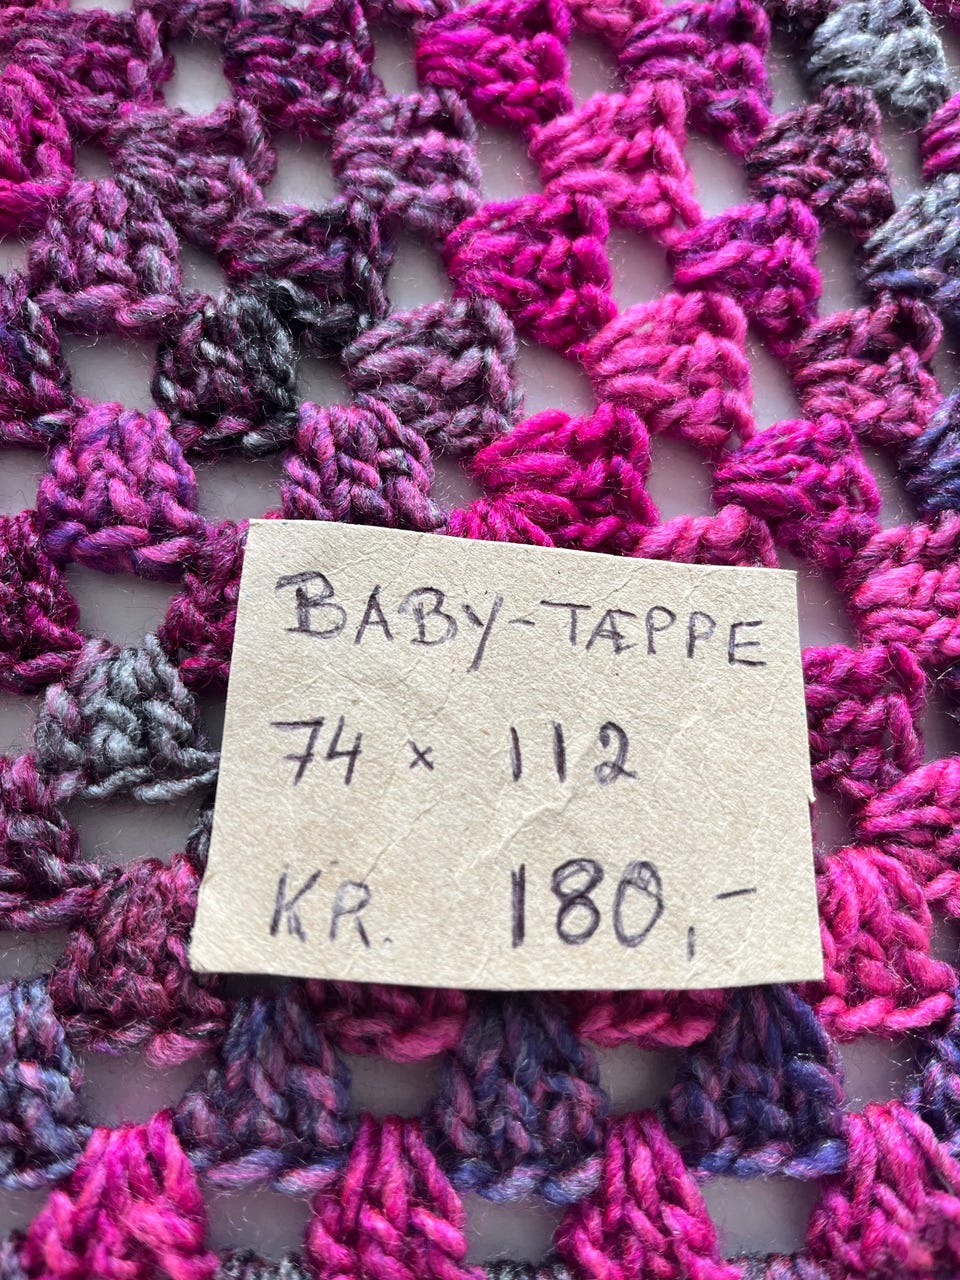 BABY-TÆPPE
74 x 112
KR. 180,-